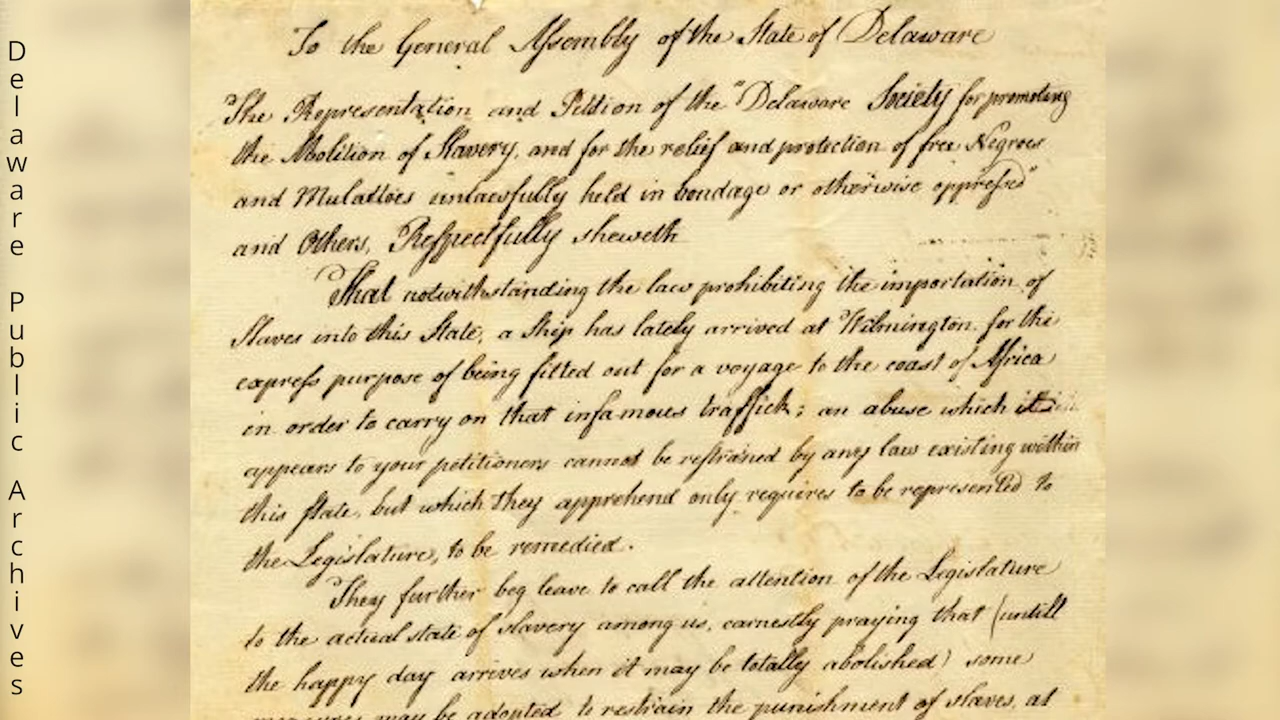 Delaware Public Archives
To the General Assembly of the State of Delaware
The Representation and Petition of the "Delaware Society for promoting
the Abolition of Slavery, and for the relief and protection of free Negroes
and Mulattoes unlawfully held in bondage or otherwise oppressed"
and Others, Respectfully sheweth
That notwithstanding the law prohibiting the importation of
Slaves into this State, a Ship has lately arrived at Wilmington for the
express purpose of being fitted out for a voyage to the coast of Africa
in order to carry on that infamous traffick; an abuse which it
appears to your petitioners cannot be restrained by any law existing within
this State, but which they apprehend only requires to be represented to
the Legislature, to be remedied.
They further beg leave to call the attention of the Legislature
to the actual state of slavery among us, earnestly praying that (untill
the happy day arrives when it may be totally abolished) some
measures may be adopted to restrain the punishment of slaves, at